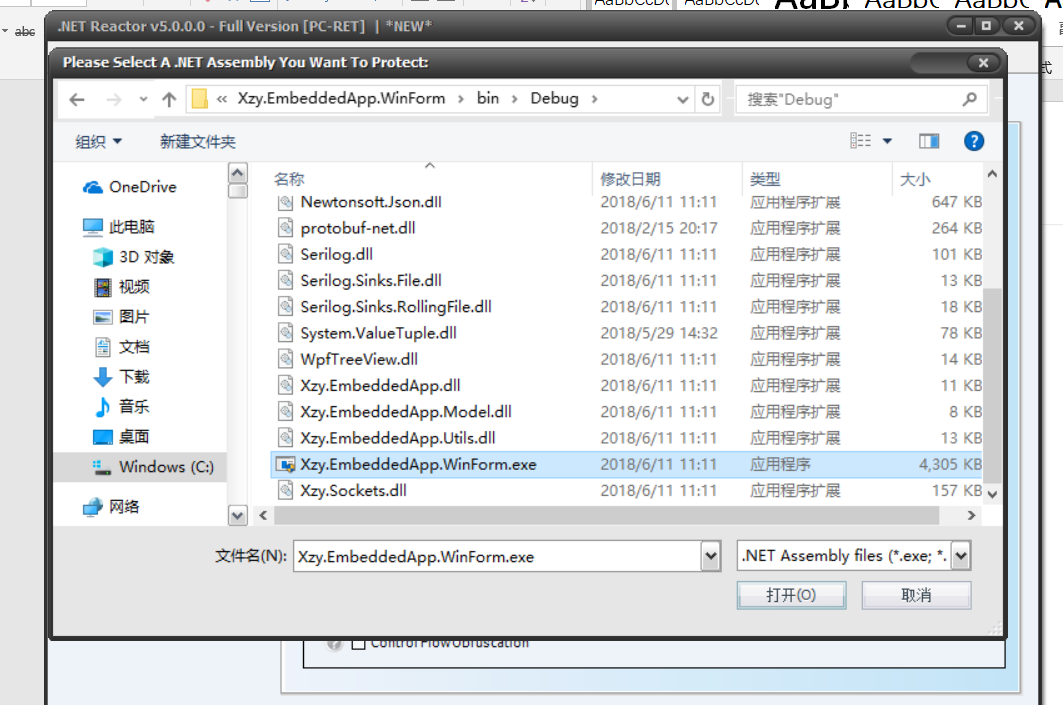 AaBbCcDc AaBbCcDc AaBb AaBbC AaBbC
abc
.NET Reactor v5.0.0.0 - Full Version [PC-RET] | *NEW*
Please Select A .NET Assembly You Want To Protect:
« Xzy.EmbeddedApp.WinForm › bin › Debug ›
搜索"Debug"
式
组织
新建文件夹
OneDrive
此电脑
3D 对象
视频
图片
文档
下载
音乐
桌面
Windows (C:)
网络
名称 修改日期 类型 大小
Newtonsoft.Json.dll 2018/6/11 11:11 应用程序扩展 647 KB
protobuf-net.dll 2018/2/15 20:17 应用程序扩展 264 KB
Serilog.dll 2018/6/11 11:11 应用程序扩展 101 KB
Serilog.Sinks.File.dll 2018/6/11 11:11 应用程序扩展 13 KB
Serilog.Sinks.RollingFile.dll 2018/6/11 11:11 应用程序扩展 18 KB
System.ValueTuple.dll 2018/5/29 14:32 应用程序扩展 78 KB
WpfTreeView.dll 2018/6/11 11:11 应用程序扩展 14 KB
Xzy.EmbeddedApp.dll 2018/6/11 11:11 应用程序扩展 11 KB
Xzy.EmbeddedApp.Model.dll 2018/6/11 11:11 应用程序扩展 8 KB
Xzy.EmbeddedApp.Utils.dll 2018/6/11 11:11 应用程序扩展 13 KB
Xzy.EmbeddedApp.WinForm.exe 2018/6/11 11:11 应用程序 4,305 KB
Xzy.Sockets.dll 2018/6/11 11:11 应用程序扩展 157 KB
文件名(N): Xzy.EmbeddedApp.WinForm.exe .NET Assembly files (*.exe; *.
打开(O) 取消
ControlFlowObfustation